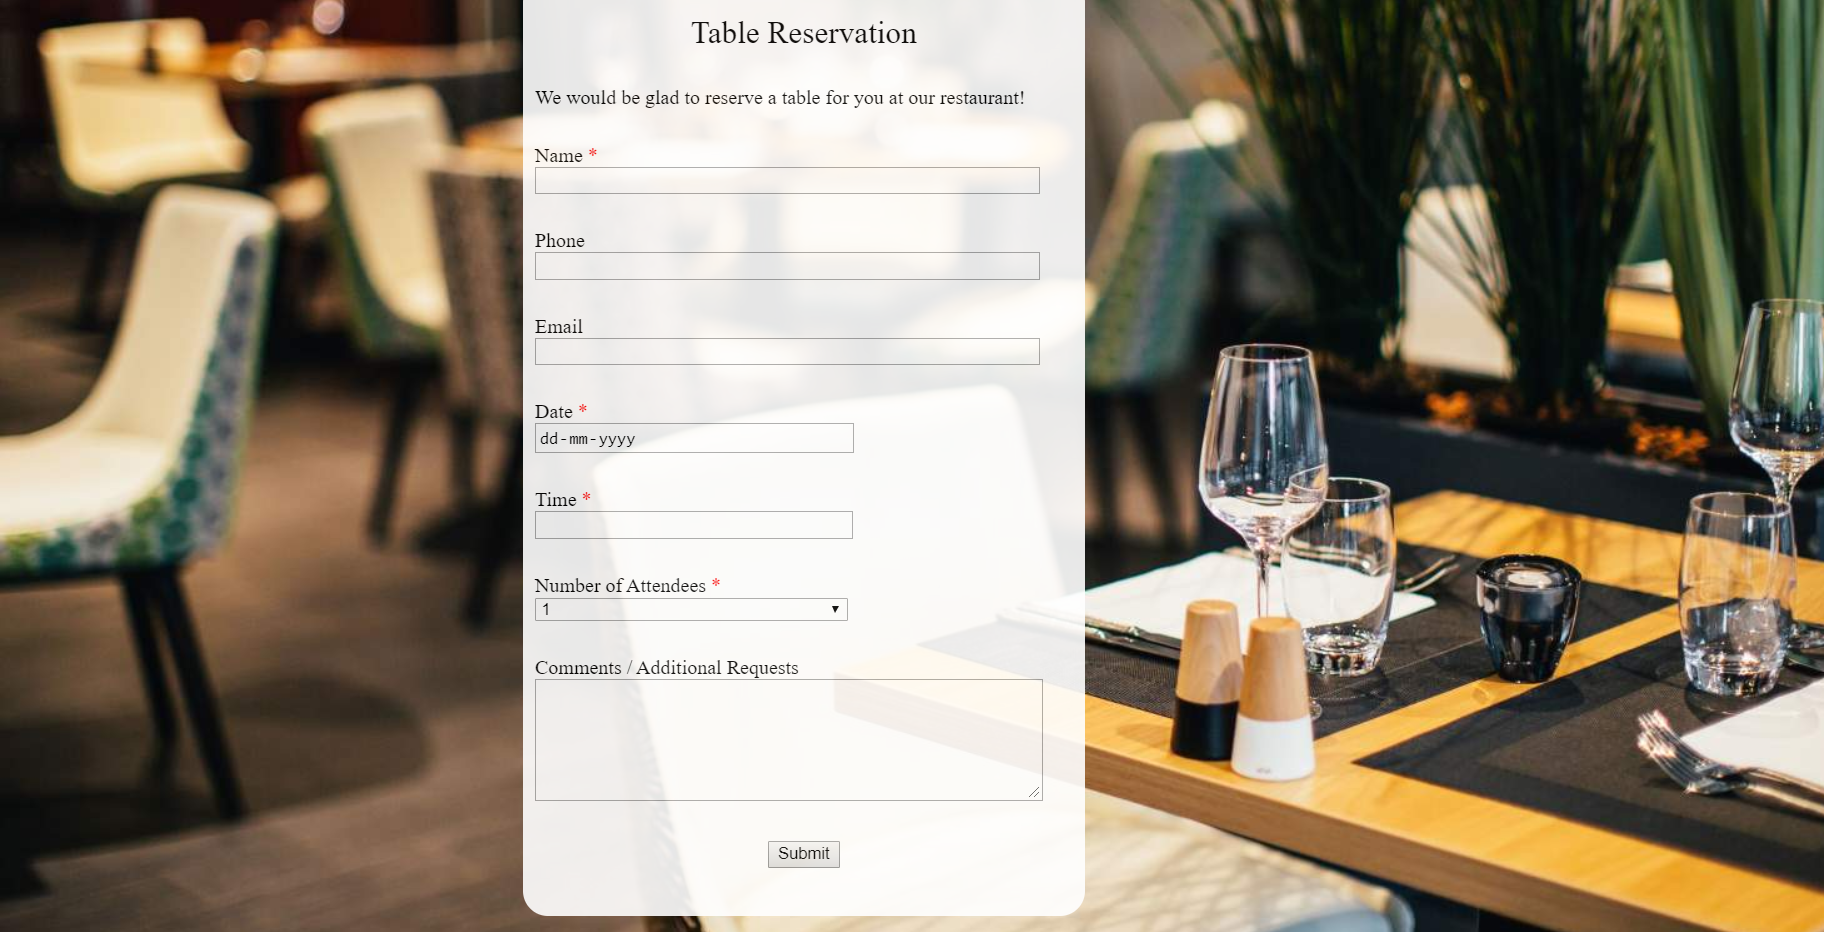 Table Reservation
We would be glad to reserve a table for you at our restaurant!
Name *
Phone
Email
Date *
dd-mm-yyyy
Time *
Number of Attendees *
1
Comments / Additional Requests
Submit